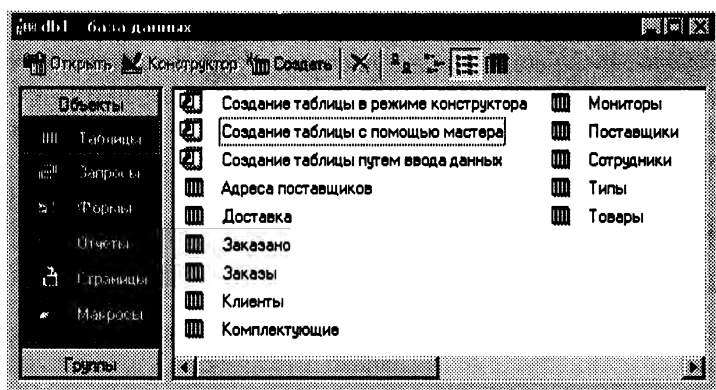 db1 база данных
Открыть Конструктор Создать
Объекты
Таблицы
Запросы
Формы
Отчеты
Страницы
Макросы
Группы
Создание таблицы в режиме конструктора
Создание таблицы с помощью мастера
Создание таблицы путем ввода данных
Адреса поставщиков
Доставка
Заказано
Заказы
Клиенты
Комплектующие
Мониторы
Поставщики
Сотрудники
Типы
Товары